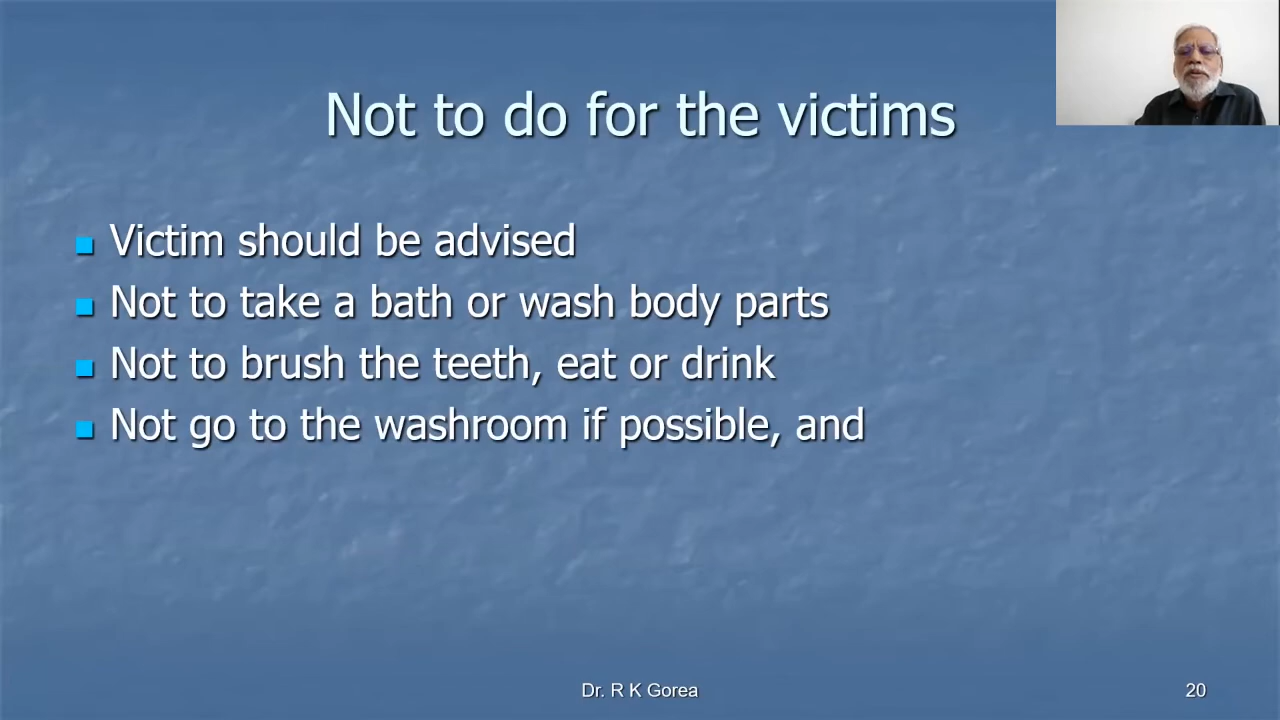 Not to do for the victims
Victim should be advised
Not to take a bath or wash body parts
Not to brush the teeth, eat or drink
Not go to the washroom if possible, and
Dr. R K Gorea
20